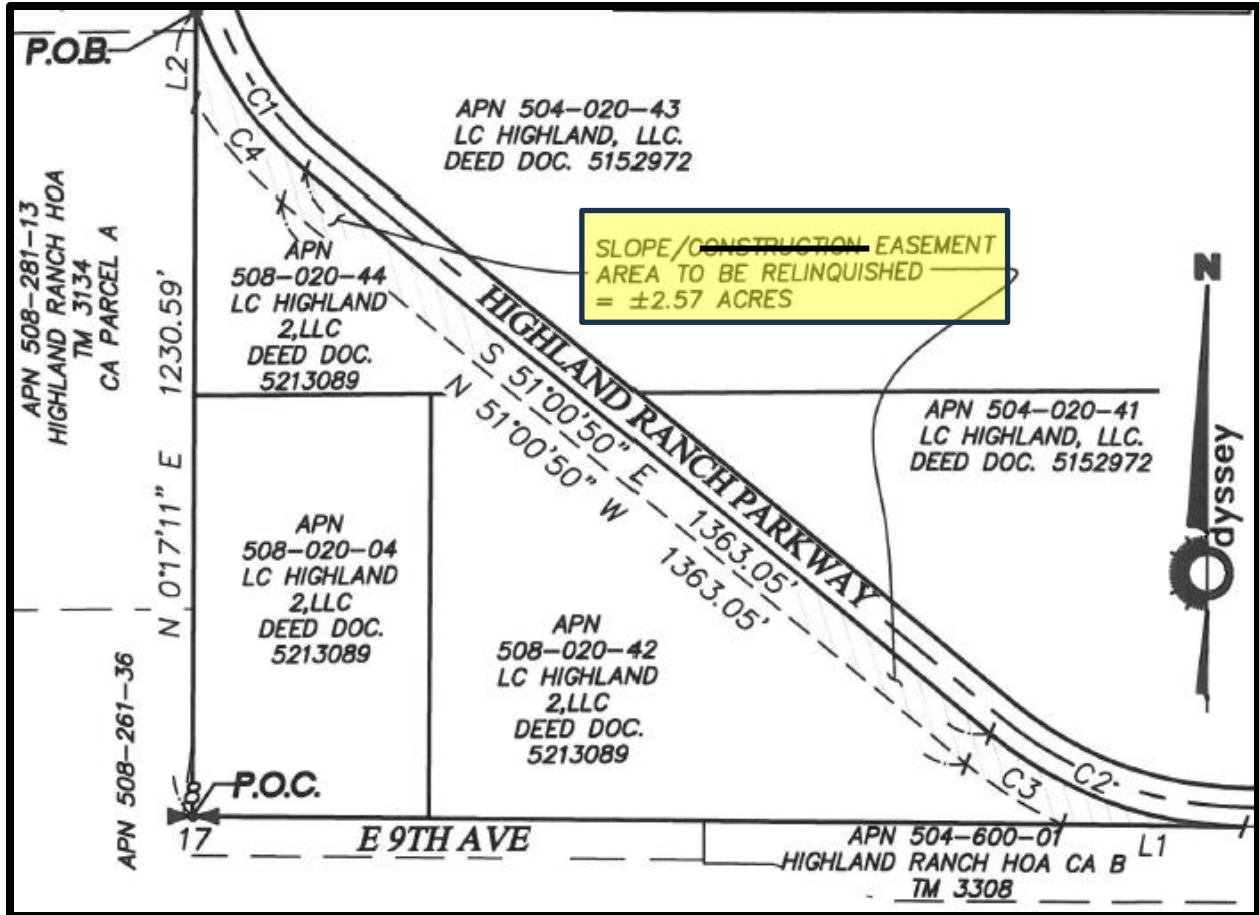 P.O.B.
L2
C1
C4
APN 504-020-43
LC HIGHLAND, LLC.
DEED DOC. 5152972
APN 508-281-13
HIGHLAND RANCH HOA
TM 3134
CA PARCEL A
SLOPE/CONSTRUCTION EASEMENT
AREA TO BE RELINQUISHED
= ±2.57 ACRES
N
APN
508-020-44
LC HIGHLAND
2,LLC
DEED DOC.
5213089
HIGHLAND RANCH PARKWAY
S 51°00'50" E 1363.05'
N 51°00'50" W 1363.05'
N 0°17'11" E 1230.59'
APN 504-020-41
LC HIGHLAND, LLC.
DEED DOC. 5152972
dyssey
APN
508-020-04
LC HIGHLAND
2,LLC
DEED DOC.
5213089
APN
508-020-42
LC HIGHLAND
2,LLC
DEED DOC.
5213089
APN 508-261-36
8
P.O.C.
17
E 9TH AVE
C3
C2
L1
APN 504-600-01
HIGHLAND RANCH HOA CA B
TM 3308